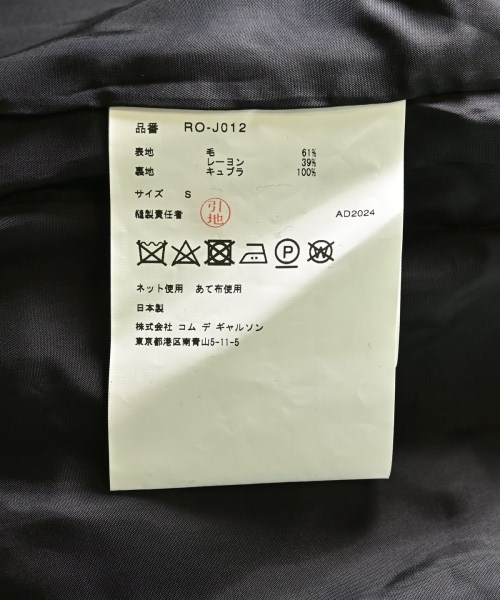 品番 RO-J012
表地 毛 61%
レーヨン 39%
裏地 キュプラ 100%
サイズ S
縫製責任者 引地 AD2024
P W
ネット使用 あて布使用
日本製
株式会社 コム デ ギャルソン
東京都港区南青山5-11-5